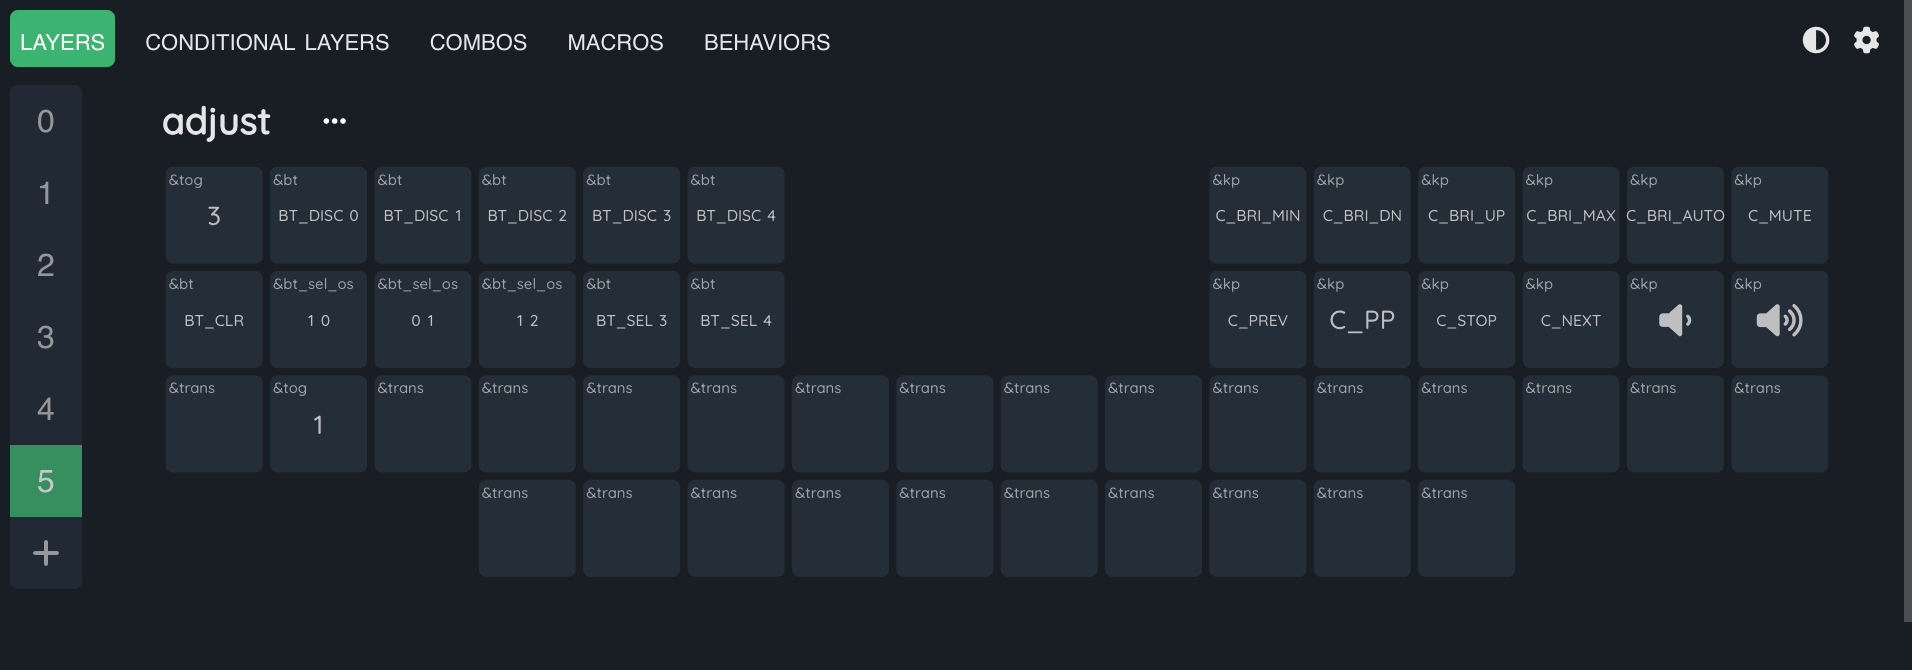 LAYERS CONDITIONAL LAYERS COMBOS MACROS BEHAVIORS
0
1
2
3
4
5
+
adjust ...
&tog &bt &bt &bt &bt &bt &kp &kp &kp &kp &kp &kp
3 BT_DISC 0 BT_DISC 1 BT_DISC 2 BT_DISC 3 BT_DISC 4 C_BRI_MIN C_BRI_DN C_BRI_UP C_BRI_MAX C_BRI_AUTO C_MUTE
&bt &bt_sel_os &bt_sel_os &bt_sel_os &bt &bt &kp &kp &kp &kp &kp &kp
BT_CLR 1 0 0 1 1 2 BT_SEL 3 BT_SEL 4 C_PREV C_PP C_STOP C_NEXT
&trans &tog &trans &trans &trans &trans &trans &trans &trans &trans &trans &trans &trans &trans &trans &trans
1
&trans &trans &trans &trans &trans &trans &trans &trans &trans &trans